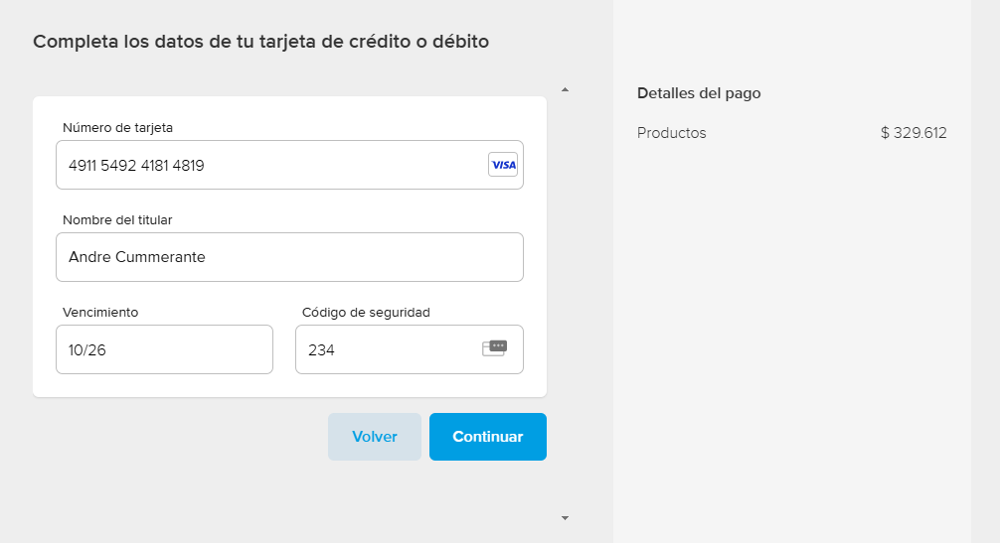 Completa los datos de tu tarjeta de crédito o débito
Número de tarjeta
4911 5492 4181 4819
VISA
Nombre del titular
Andre Cummerante
Vencimiento
10/26
Código de seguridad
234
Volver
Continuar
Detalles del pago
Productos $ 329.612